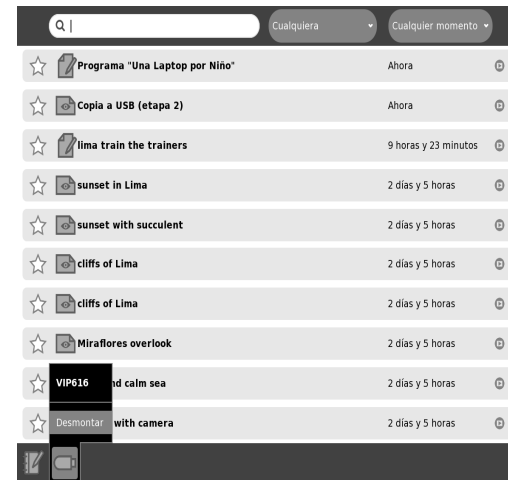 Cualquiera
Cualquier momento
Programa "Una Laptop por Niño" Ahora
Copia a USB (etapa 2) Ahora
lima train the trainers 9 horas y 23 minutos
sunset in Lima 2 días y 5 horas
sunset with succulent 2 días y 5 horas
cliffs of Lima 2 días y 5 horas
cliffs of Lima 2 días y 5 horas
Miraflores overlook 2 días y 5 horas
VIP616 calm sea 2 días y 5 horas
Desmontar with camera 2 días y 5 horas